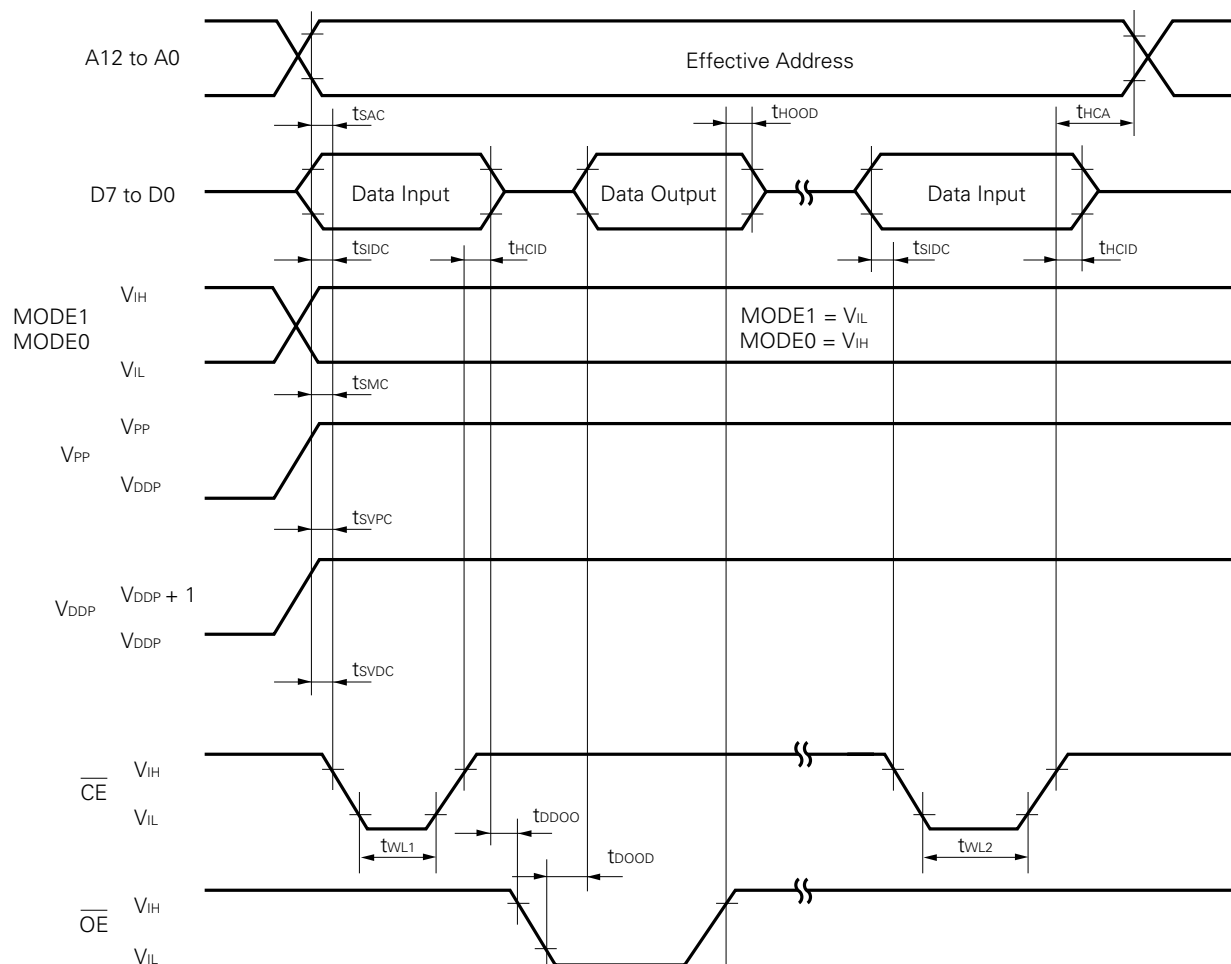 A12 to A0
Effective Address
tSAC
tHOOD
tHCA
D7 to D0
Data Input
Data Output
Data Input
tSIDC
tHCID
tSIDC
tHCID
MODE1
MODE0
VIH
VIL
MODE1 = VIL
MODE0 = VIH
tSMC
VPP
VPP
VDDP
tSVPC
VDDP
VDDP + 1
VDDP
tSVDC
CE
VIH
VIL
tWL1
tDDOO
tDOOD
tWL2
OE
VIH
VIL